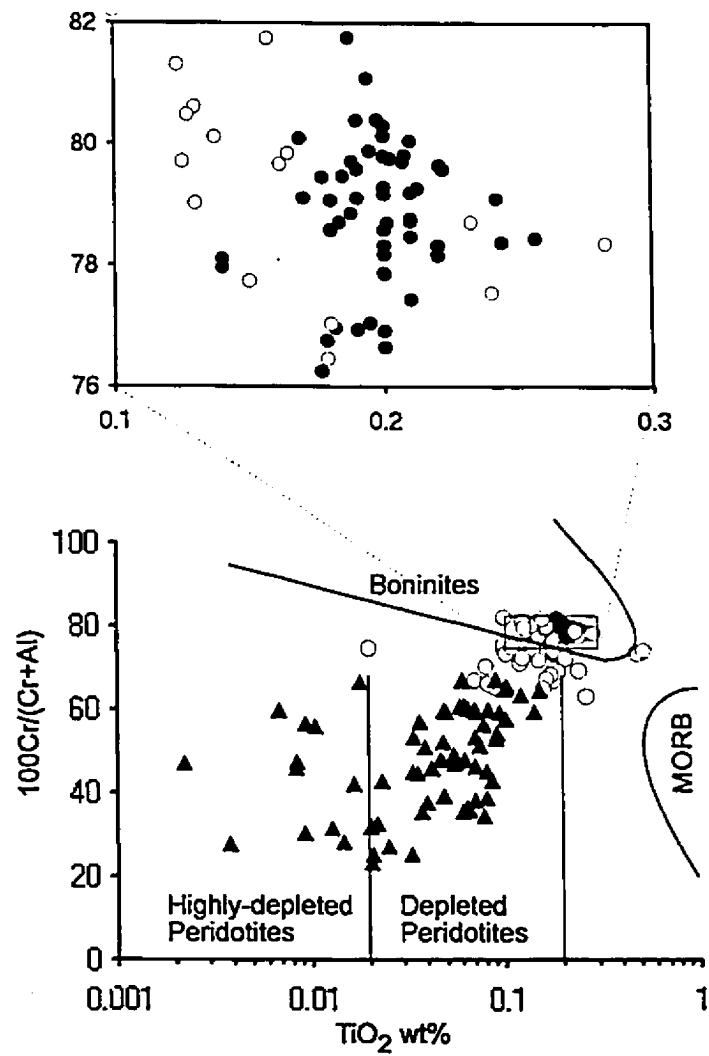 82
80
78
76
0.1
0.2
0.3
100
80
60
40
20
0
100Cr/(Cr+Al)
Boninites
MORB
Highly-depleted
Peridotites
Depleted
Peridotites
0.001
0.01
0.1
1
TiO2 wt%